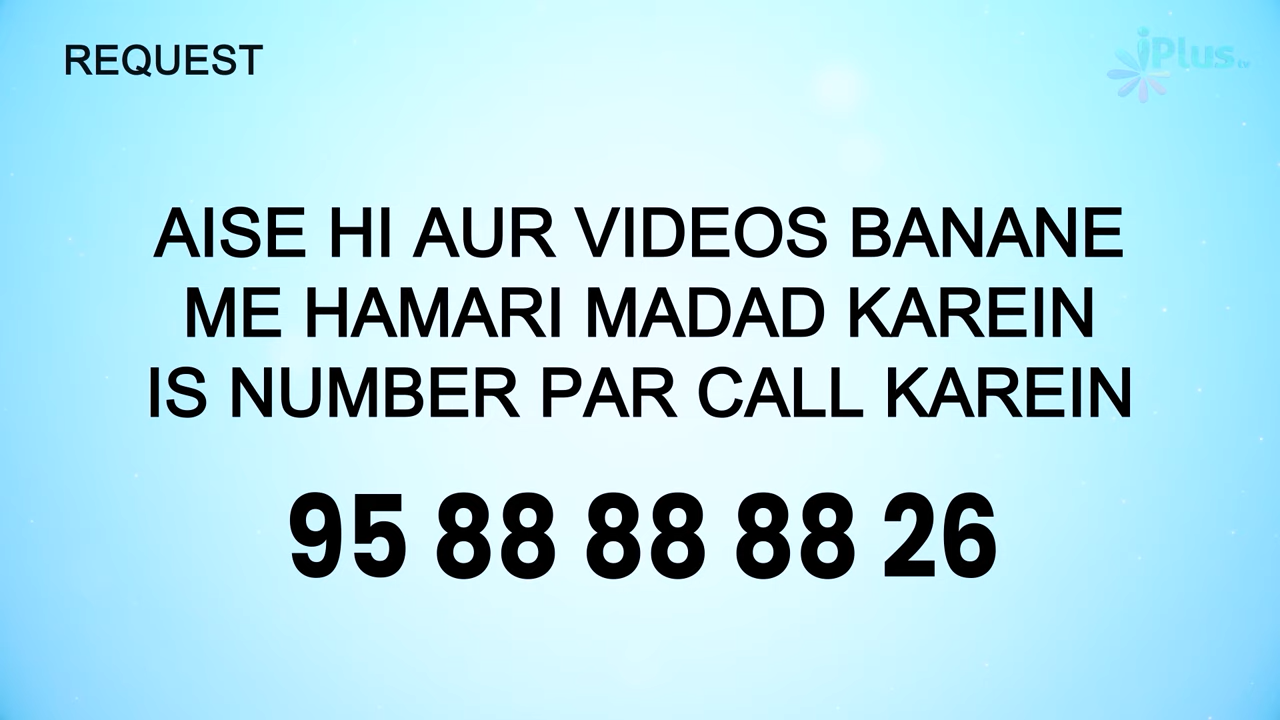 REQUEST
iPlus tv
AISE HI AUR VIDEOS BANANE
ME HAMARI MADAD KAREIN
IS NUMBER PAR CALL KAREIN
95 88 88 88 26